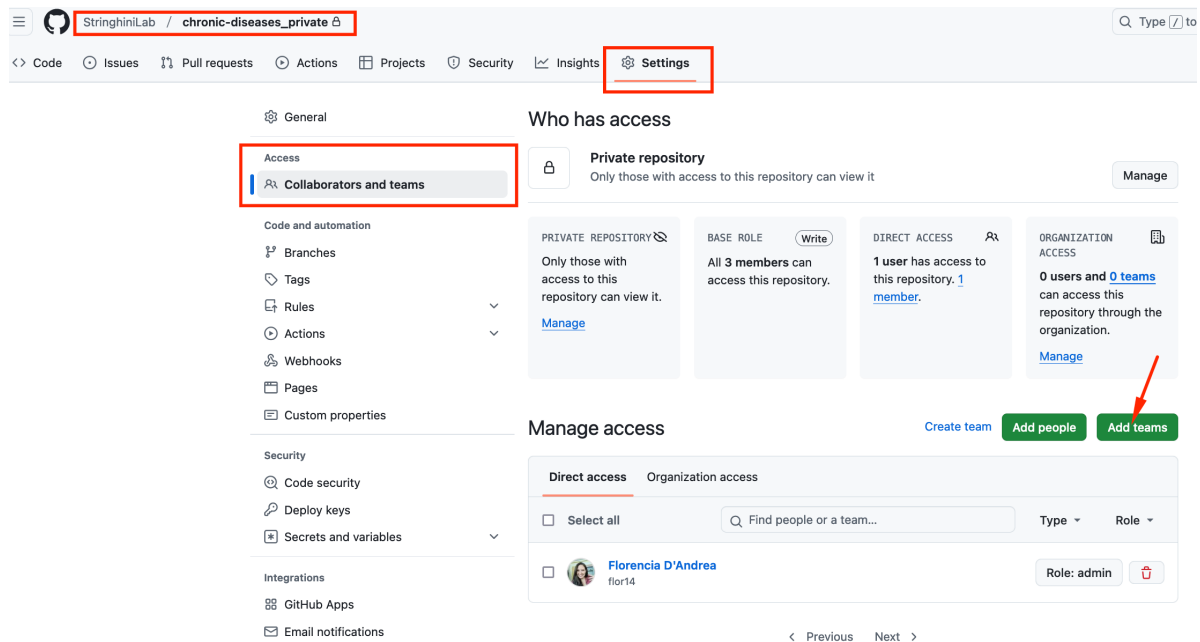 StringhiniLab / chronic-diseases_private
Type / to
Code
Issues
Pull requests
Actions
Projects
Security
Insights
Settings
General
Access
Collaborators and teams
Code and automation
Branches
Tags
Rules
Actions
Webhooks
Pages
Custom properties
Security
Code security
Deploy keys
Secrets and variables
Integrations
GitHub Apps
Email notifications
Who has access
Private repository
Only those with access to this repository can view it
Manage
PRIVATE REPOSITORY
Only those with
access to this
repository can view it.
Manage
BASE ROLE
Write
All 3 members can
access this repository.
DIRECT ACCESS
1 user has access to
this repository. 1
member.
ORGANIZATION
ACCESS
0 users and 0 teams
can access this
repository through the
organization.
Manage
Manage access
Create team
Add people
Add teams
Direct access
Organization access
Select all
Find people or a team...
Type
Role
Florencia D'Andrea
flor14
Role: admin
Previous
Next